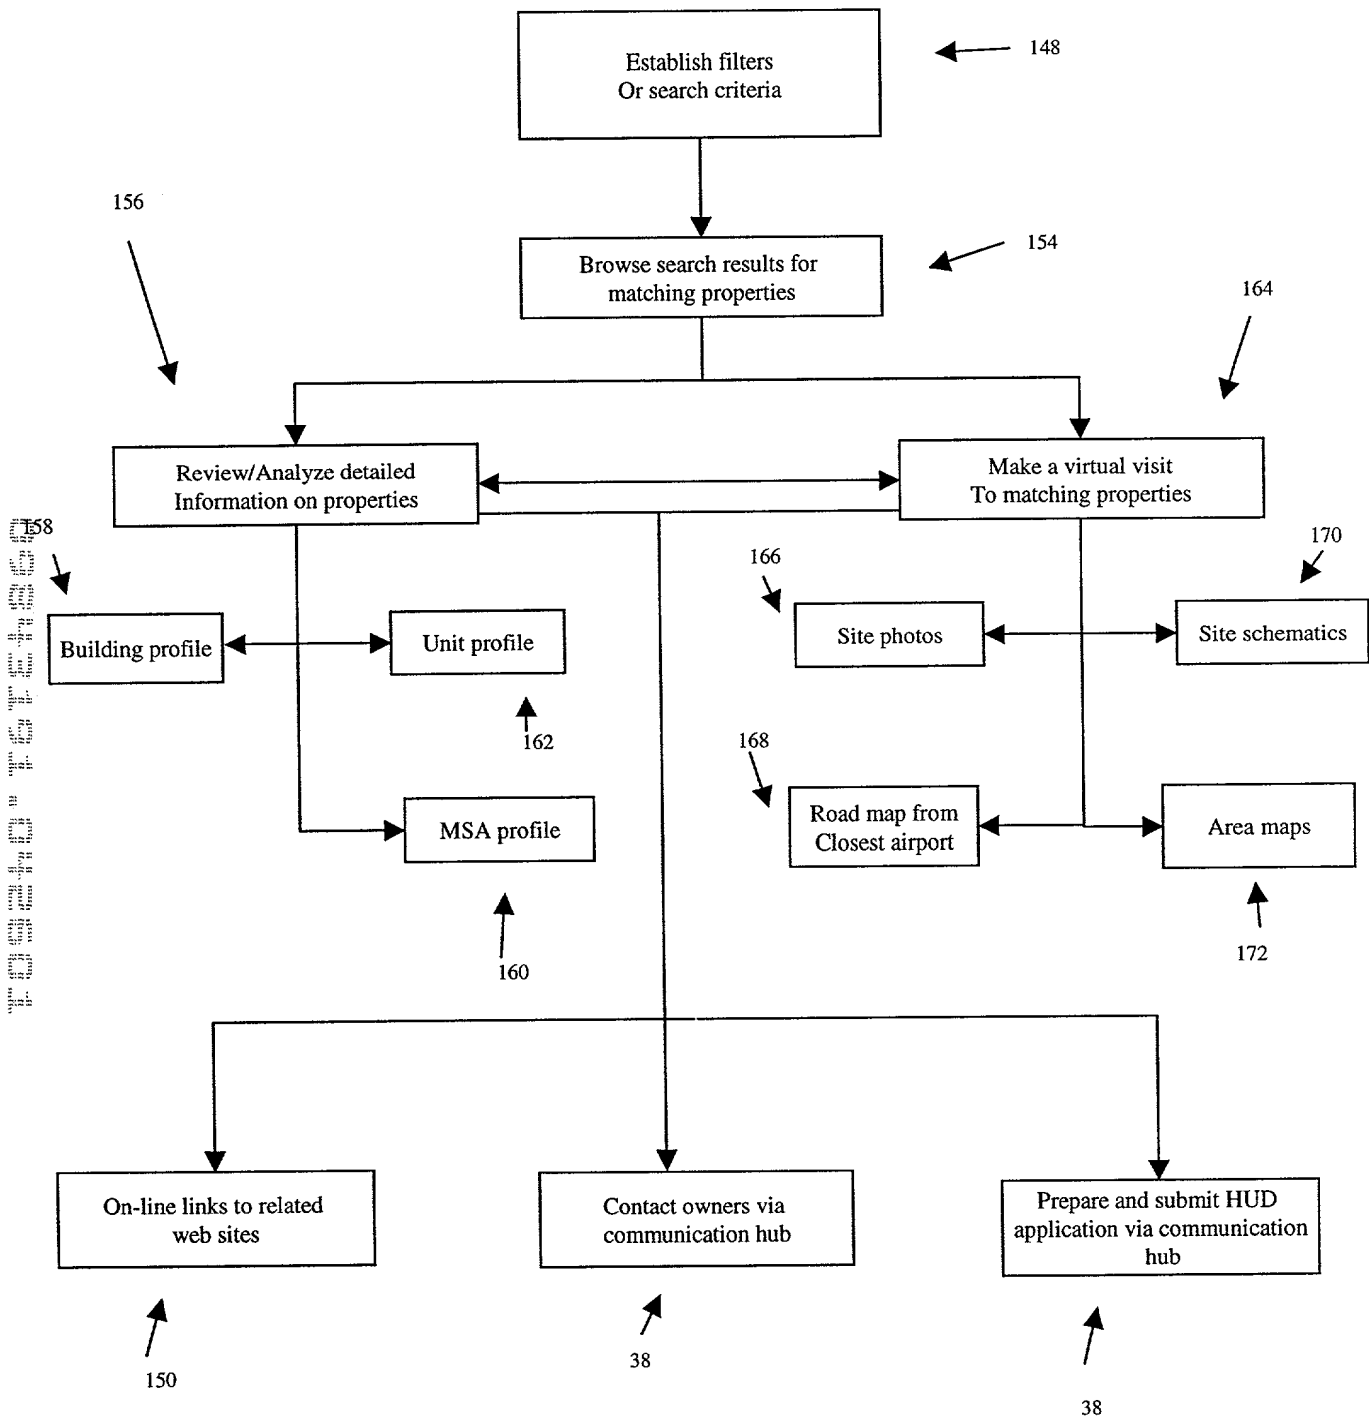 Establish filters
Or search criteria
148
156
Browse search results for
matching properties
154
164
Review/Analyze detailed
Information on properties
Make a virtual visit
To matching properties
158
166
170
Building profile
Unit profile
Site photos
Site schematics
162
168
MSA profile
Road map from
Closest airport
Area maps
160
172
On-line links to related
web sites
Contact owners via
communication hub
Prepare and submit HUD
application via communication
hub
150
38
38